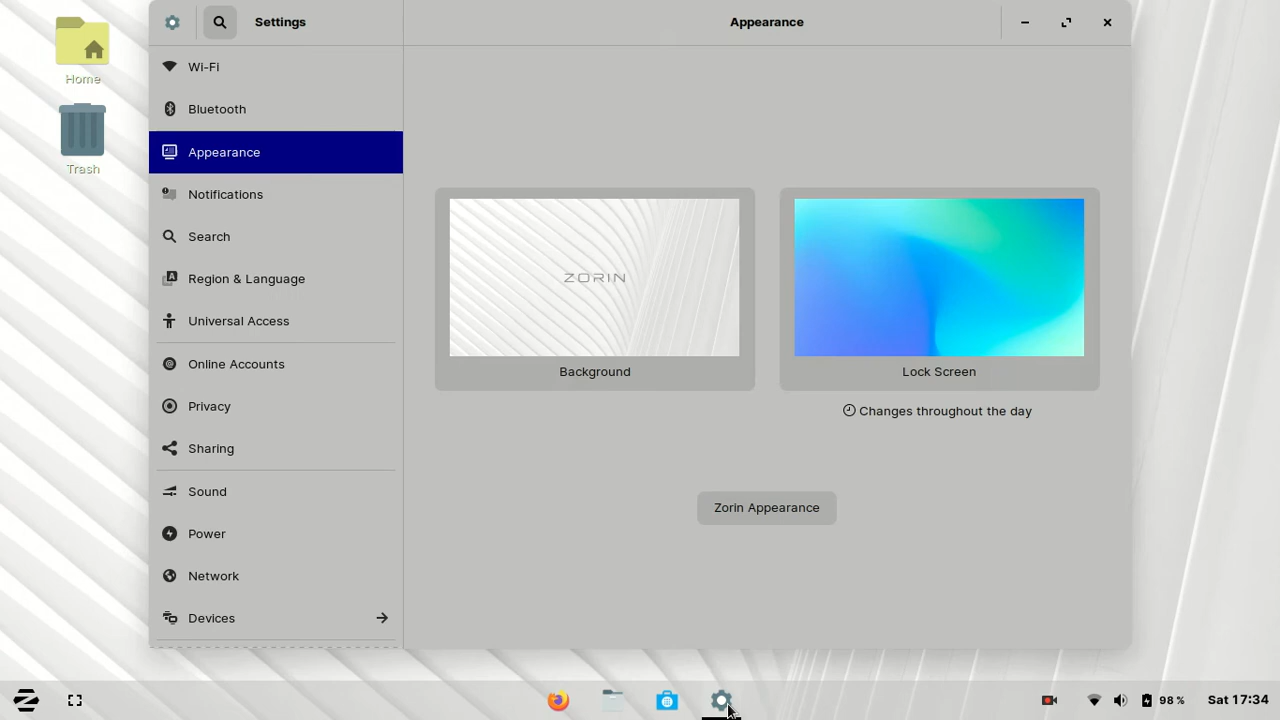 Settings
Appearance
Home
Trash
Wi-Fi
Bluetooth
Appearance
Notifications
Search
Region & Language
Universal Access
Online Accounts
Privacy
Sharing
Sound
Power
Network
Devices
ZORIN
Background
Lock Screen
Changes throughout the day
Zorin Appearance
98 %
Sat 17:34